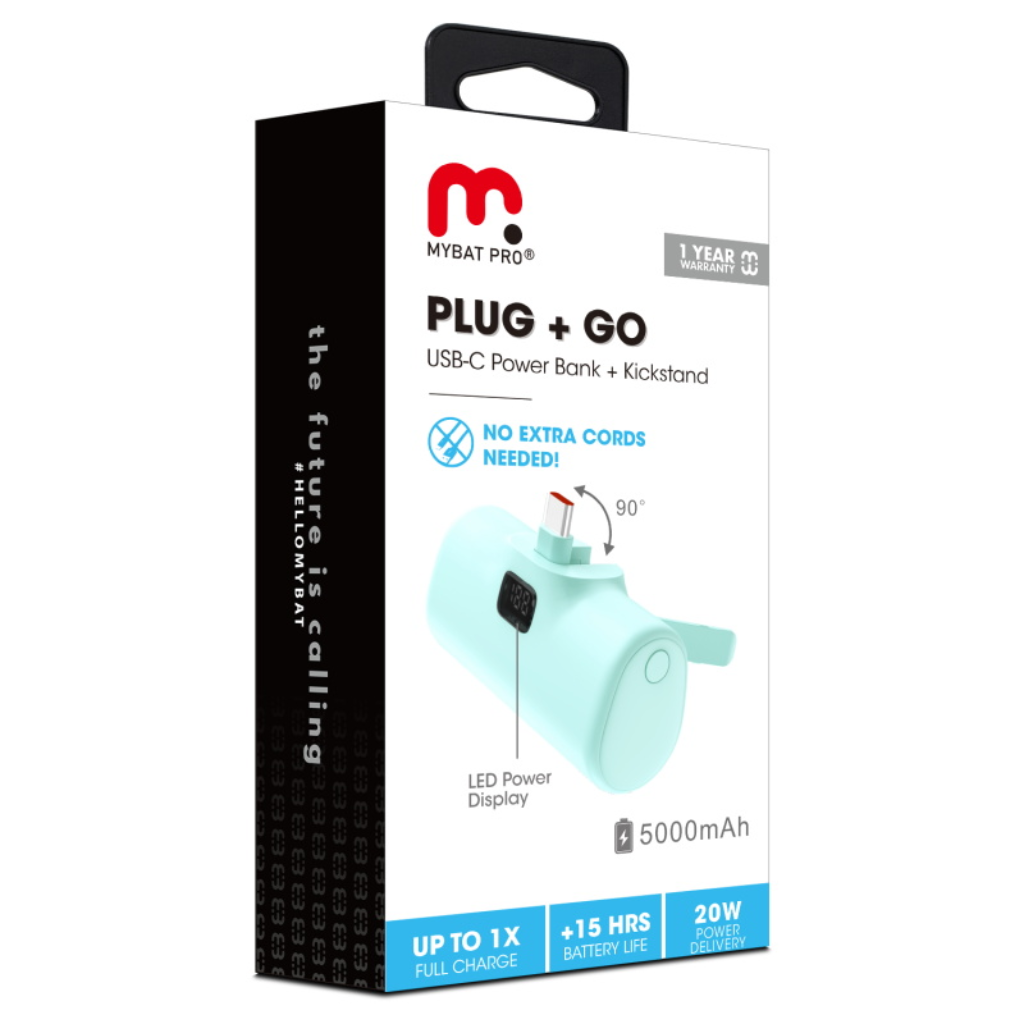 MYBAT PRO®
1 YEAR
WARRANTY
PLUG + GO
USB-C Power Bank + Kickstand
NO EXTRA CORDS
NEEDED!
90°
LED Power
Display
5000mAh
UP TO 1X
FULL CHARGE
+15 HRS
BATTERY LIFE
20W
POWER
DELIVERY
the future is calling
#HELLOMYBAT